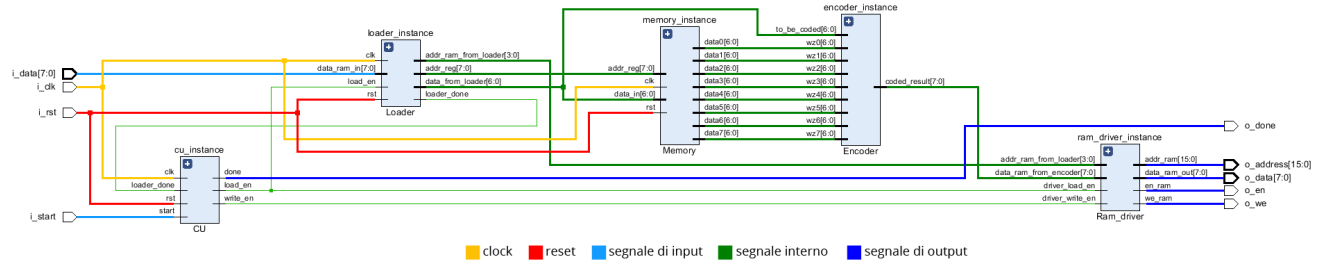 encoder_instance
loader_instance
memory_instance
to_be_coded[6:0]
clk
addr_ram_from_loader[3:0]
data0[6:0]
wz0[6:0]
i_data[7:0]
data_ram_in[7:0]
addr_reg[7:0]
addr_reg[7:0]
data1[6:0]
wz1[6:0]
i_clk
load_en
data_from_loader[6:0]
clk
data2[6:0]
wz2[6:0]
data3[6:0]
wz3[6:0]
coded_result[7:0]
rst
loader_done
data_in[6:0]
data4[6:0]
wz4[6:0]
i_rst
Loader
rst
data5[6:0]
wz5[6:0]
data6[6:0]
wz6[6:0]
o_done
data7[6:0]
wz7[6:0]
ram_driver_instance
cu_instance
Memory
Encoder
addr_ram_from_loader[3:0]
addr_ram[15:0]
o_address[15:0]
clk
done
data_ram_from_encoder[7:0]
data_ram_out[7:0]
o_data[7:0]
loader_done
load_en
driver_load_en
en_ram
o_en
rst
write_en
driver_write_en
we_ram
o_we
i_start
start
CU
Ram_driver
clock
reset
segnale di input
segnale interno
segnale di output